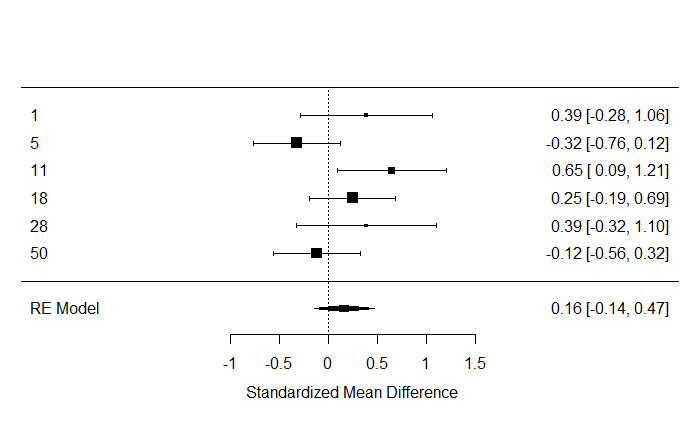 1 0.39 [-0.28, 1.06]
5 -0.32 [-0.76, 0.12]
11 0.65 [ 0.09, 1.21]
18 0.25 [-0.19, 0.69]
28 0.39 [-0.32, 1.10]
50 -0.12 [-0.56, 0.32]
RE Model 0.16 [-0.14, 0.47]
-1 -0.5 0 0.5 1 1.5
Standardized Mean Difference